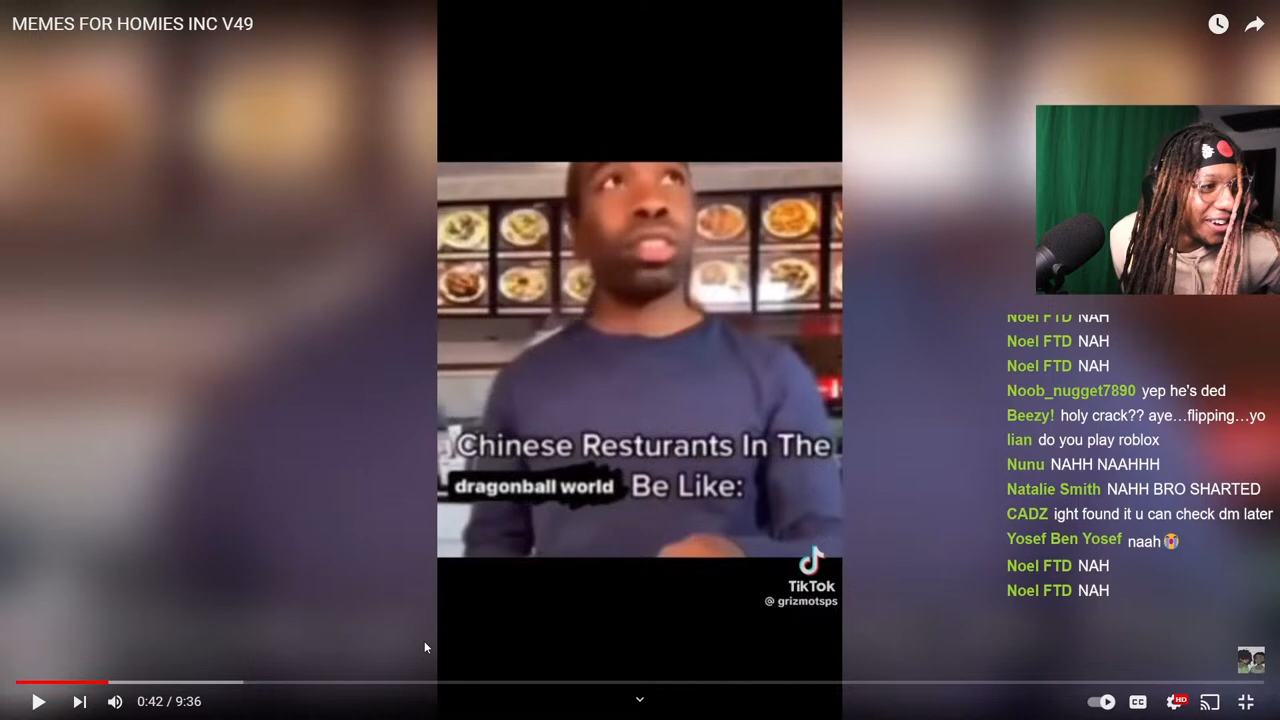 MEMES FOR HOMIES INC V49
Chinese Resturants In The
dragonball world Be Like:
TikTok
@ grizmotsps
Noel FTD NAH
Noel FTD NAH
Noel FTD NAH
Noob_nugget7890 yep he's ded
Beezy! holy crack?? aye…flipping…yo
lian do you play roblox
Nunu NAHH NAAHHH
Natalie Smith NAHH BRO SHARTED
CADZ ight found it u can check dm later
Yosef Ben Yosef naah😭
Noel FTD NAH
Noel FTD NAH
0:42 / 9:36
CC
HD